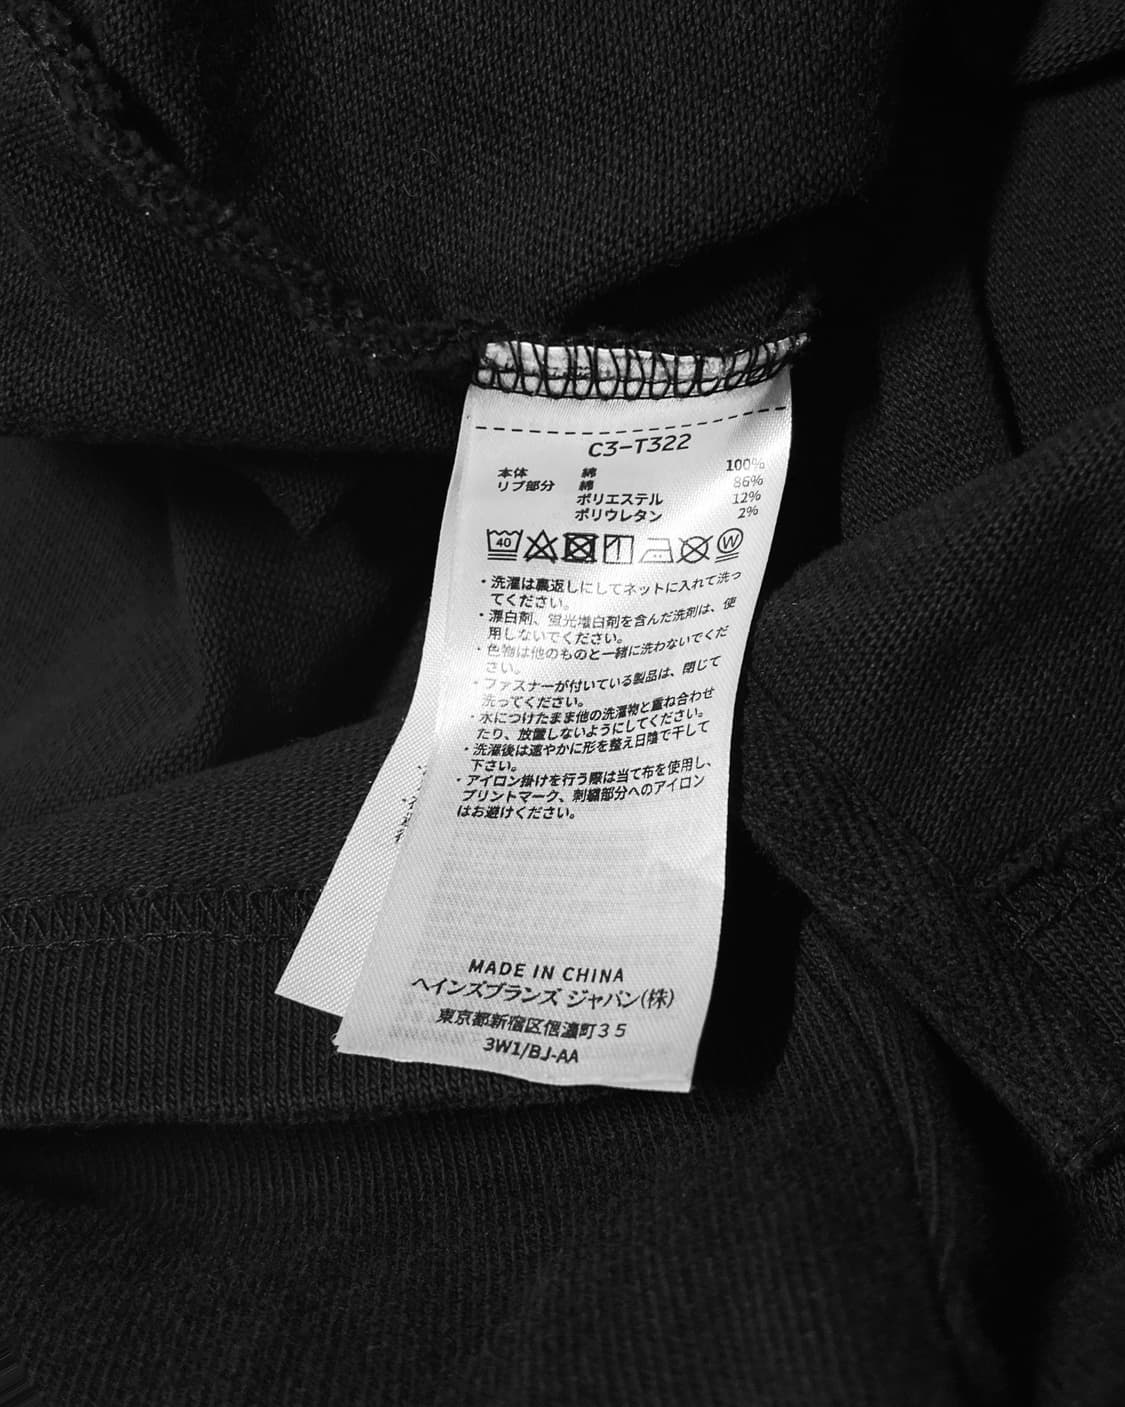 C3-T322
本体 綿 100%
リブ部分 綿 86%
ポリエステル 12%
ポリウレタン 2%
40 W
・洗濯は裏返しにしてネットに入れて洗っ
てください。
・漂白剤、蛍光増白剤を含んだ洗剤は、使
用しないでください。
・色物は他のものと一緒に洗わないでくだ
さい。
・ファスナーが付いている製品は、閉じて
洗ってください。
・水につけたまま他の洗濯物と重ね合わせ
たり、放置しないようにしてください。
・洗濯後は速やかに形を整え日陰で干して
下さい。
・アイロン掛けを行う際は当て布を使用し、
プリントマーク、刺繍部分へのアイロン
はお避けください。
MADE IN CHINA
ヘインズブランズ ジャパン(株)
東京都新宿区信濃町35
3W1/BJ-AA